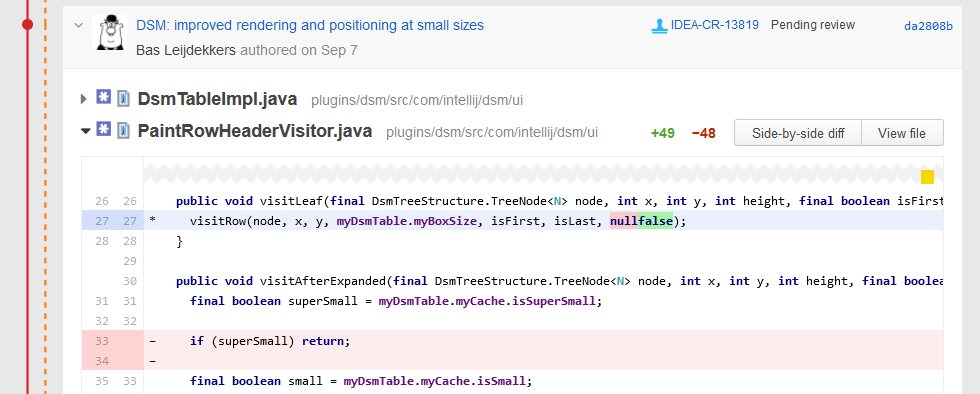 DSM: improved rendering and positioning at small sizes
IDEA-CR-13819 Pending review da2808b
Bas Leijdekkers authored on Sep 7
DsmTableImpl.java plugins/dsm/src/com/intellij/dsm/ui
PaintRowHeaderVisitor.java plugins/dsm/src/com/intellij/dsm/ui +49 −48 Side-by-side diff View file
26 26 public void visitLeaf(final DsmTreeStructure.TreeNode<N> node, int x, int y, int height, final boolean isFirst
27 27 * visitRow(node, x, y, myDsmTable.myBoxSize, isFirst, isLast, nullfalse);
28 28 }
29
30 public void visitAfterExpanded(final DsmTreeStructure.TreeNode<N> node, int x, int y, int height, final boolea
31 31 final boolean superSmall = myDsmTable.myCache.isSuperSmall;
32 32
33 – if (superSmall) return;
34 –
35 33 final boolean small = myDsmTable.myCache.isSmall;